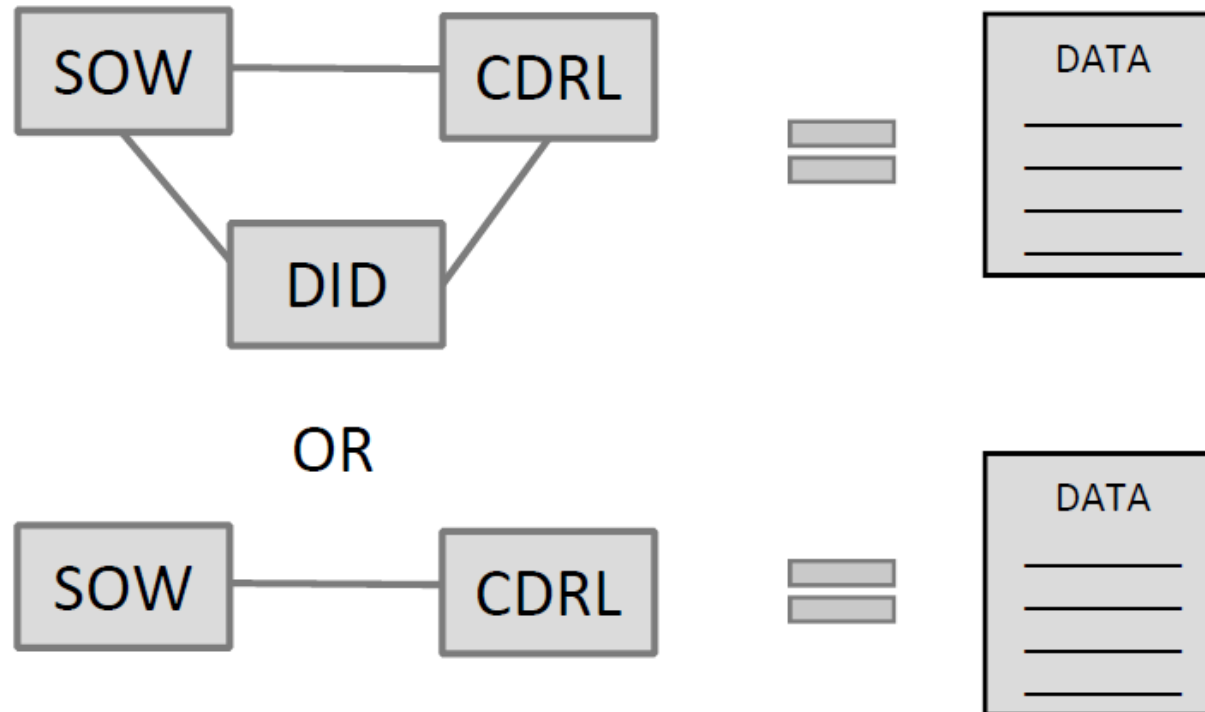 SOW
CDRL
DATA
DID
OR
SOW
CDRL
DATA